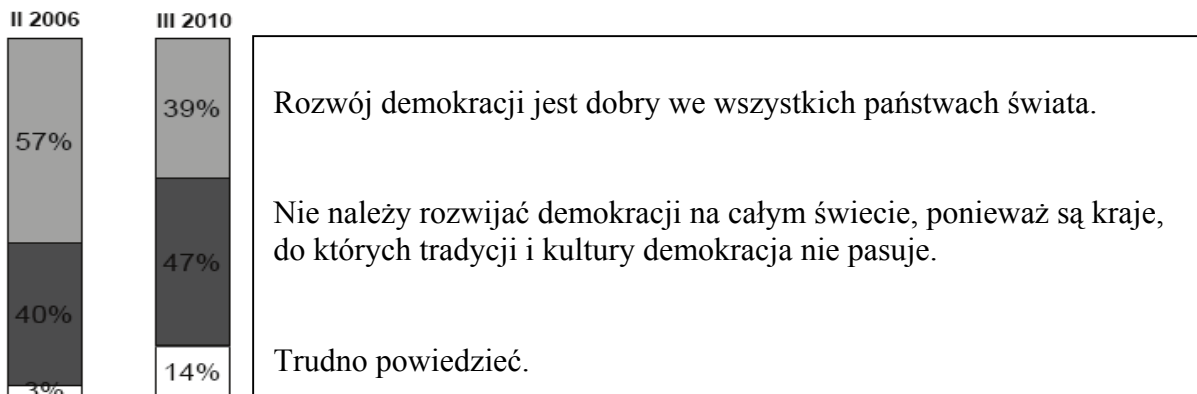 II 2006
III 2010
57%
39%
40%
47%
3%
14%
Rozwój demokracji jest dobry we wszystkich państwach świata.
Nie należy rozwijać demokracji na całym świecie, ponieważ są kraje,
do których tradycji i kultury demokracja nie pasuje.
Trudno powiedzieć.